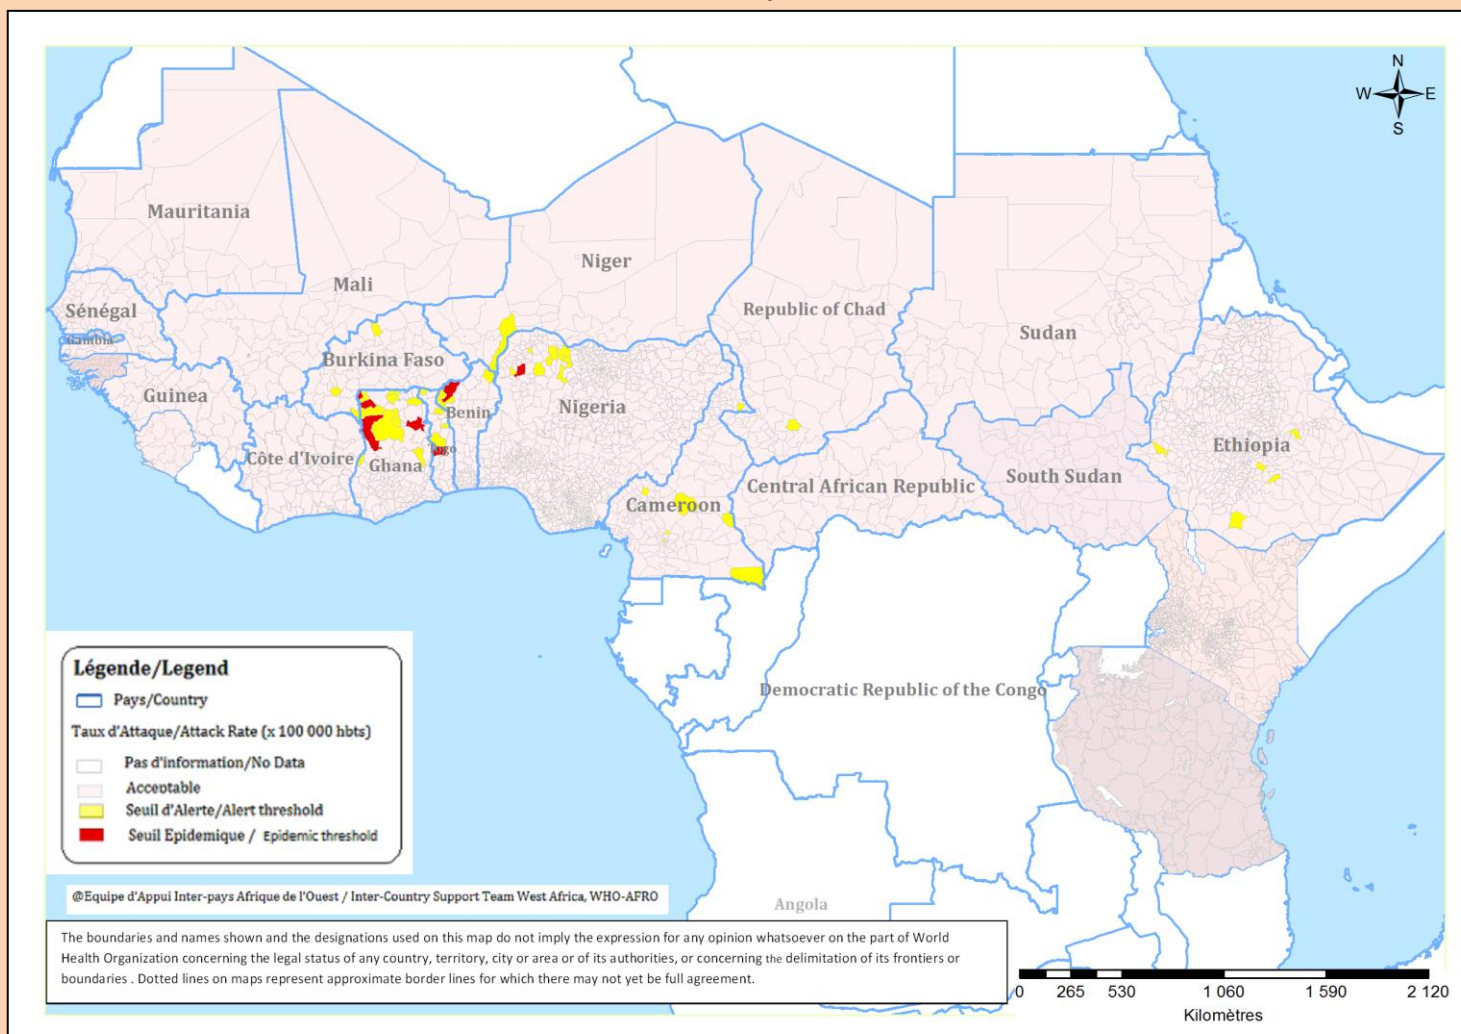 N
W E
S
Mauritania
Mali
Niger
Republic of Chad
Sudan
Sénégal
Gambia
Burkina Faso
Guinea
Benin
Nigeria
Ethiopia
Togo
Côte d'Ivoire
Ghana
South Sudan
Central African Republic
Cameroon
Democratic Republic of the Congo
Angola
Légende/Legend
Pays/Country
Taux d'Attaque/Attack Rate (x 100 000 hbts)
Pas d'information/No Data
Acceptable
Seuil d'Alerte/Alert threshold
Seuil Epidemique / Epidemic threshold
@Equipe d'Appui Inter-pays Afrique de l'Ouest / Inter-Country Support Team West Africa, WHO-AFRO
The boundaries and names shown and the designations used on this map do not imply the expression for any opinion whatsoever on the part of World
Health Organization concerning the legal status of any country, territory, city or area or of its authorities, or concerning the delimitation of its frontiers or
boundaries . Dotted lines on maps represent approximate border lines for which there may not yet be full agreement.
0 265 530 1 060 1 590 2 120
Kilomètres